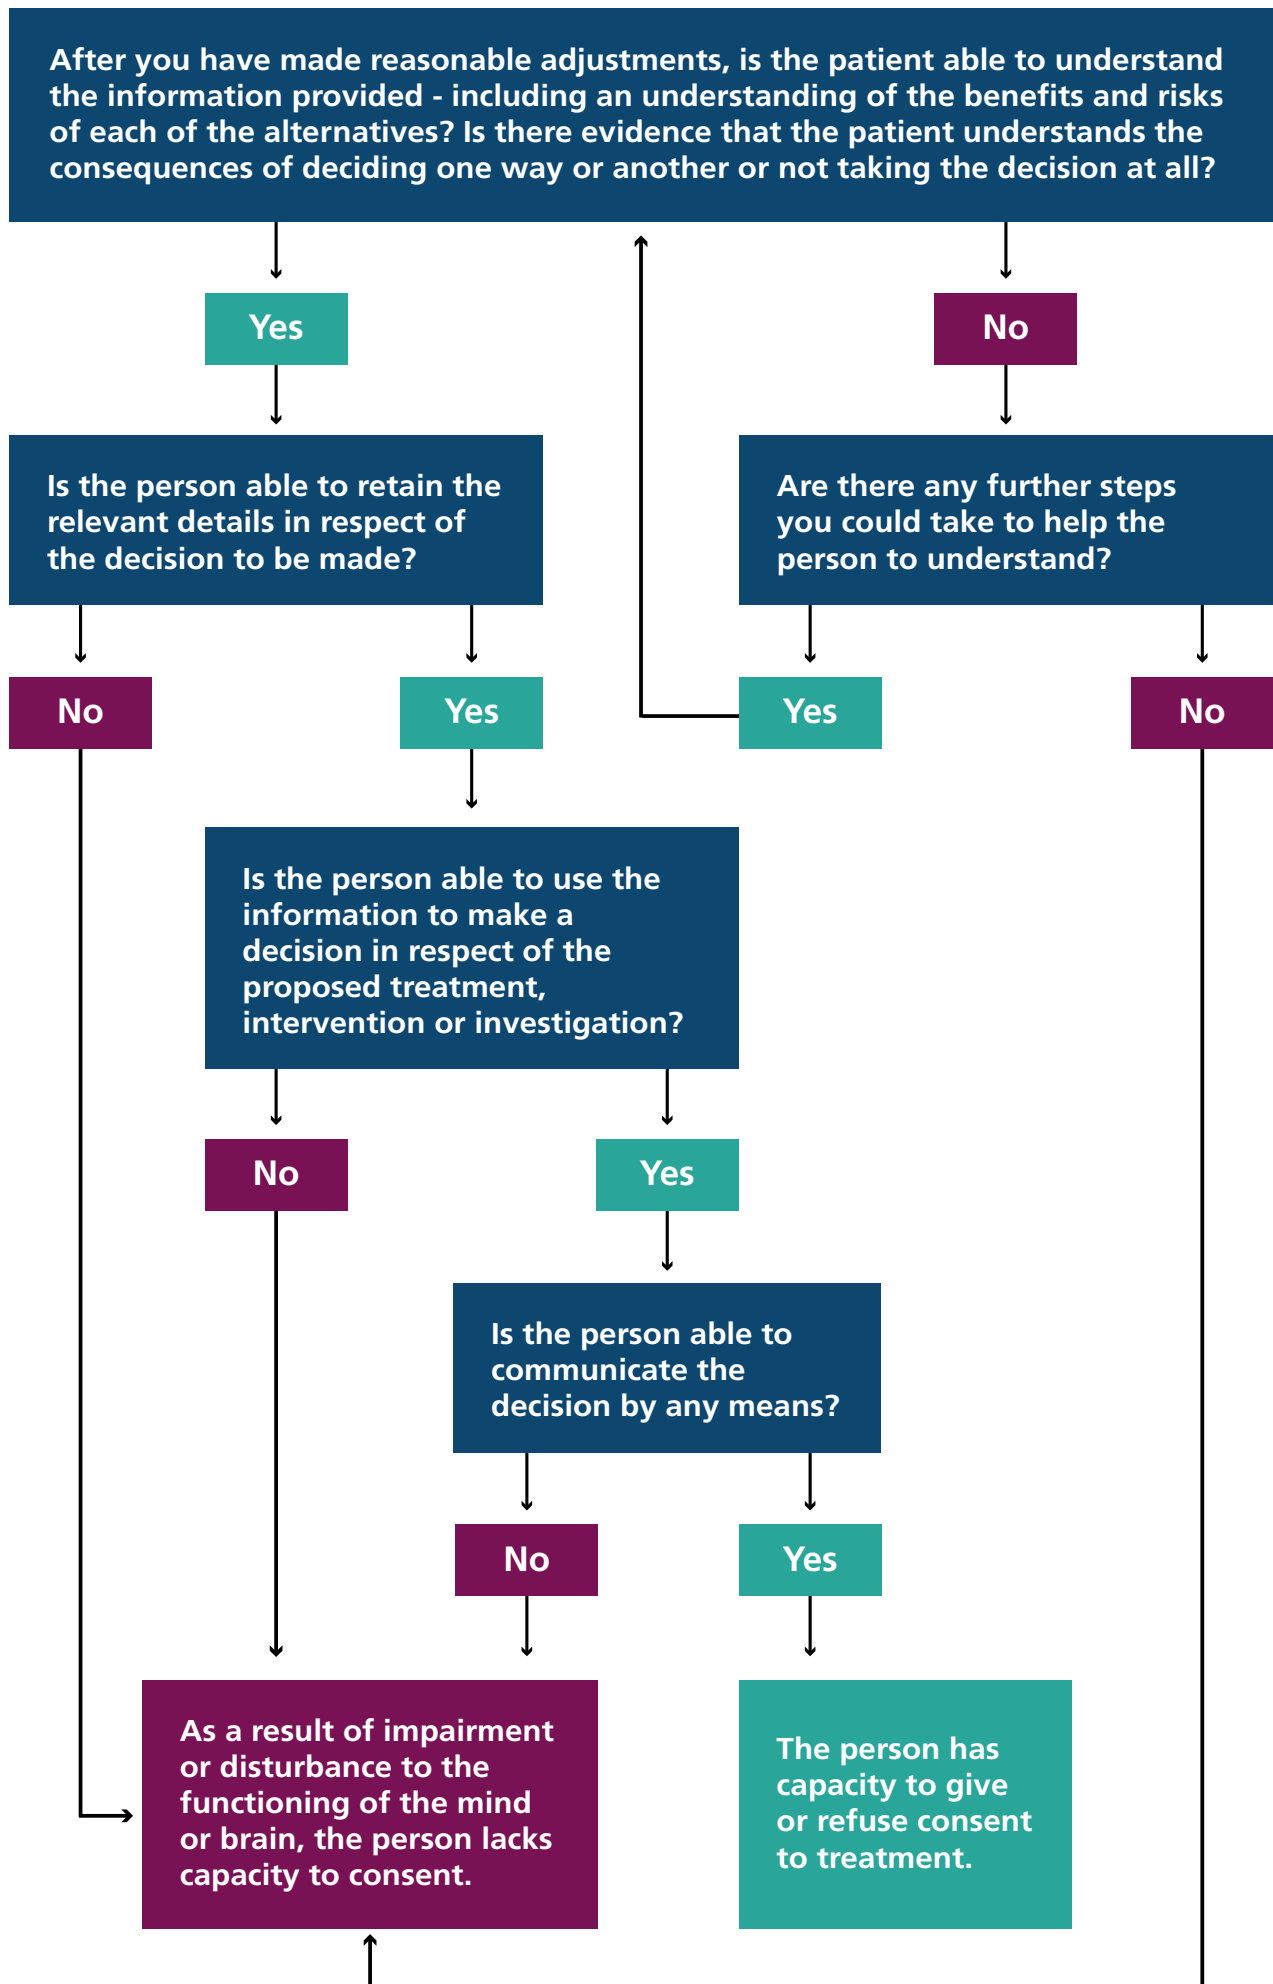 After you have made reasonable adjustments, is the patient able to understand
the information provided - including an understanding of the benefits and risks
of each of the alternatives? Is there evidence that the patient understands the
consequences of deciding one way or another or not taking the decision at all?
Yes
No
Is the person able to retain the
relevant details in respect of
the decision to be made?
Are there any further steps
you could take to help the
person to understand?
No
Yes
Yes
No
Is the person able to use the
information to make a
decision in respect of the
proposed treatment,
intervention or investigation?
No
Yes
Is the person able to
communicate the
decision by any means?
No
Yes
As a result of impairment
or disturbance to the
functioning of the mind
or brain, the person lacks
capacity to consent.
The person has
capacity to give
or refuse consent
to treatment.